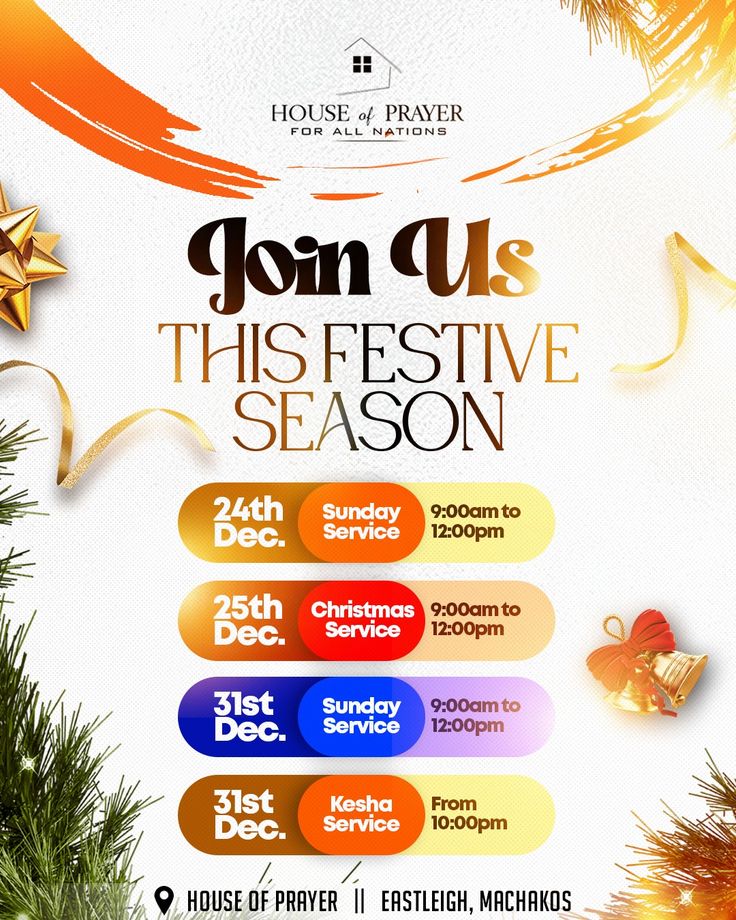 HOUSE of PRAYER
FOR ALL NATIONS
Join Us
THIS FESTIVE
SEASON
24th
Dec.
Sunday
Service
9:00am to
12:00pm
25th
Dec.
Christmas
Service
9:00am to
12:00pm
31st
Dec.
Sunday
Service
9:00am to
12:00pm
31st
Dec.
Kesha
Service
From
10:00pm
HOUSE OF PRAYER || EASTLEIGH, MACHAKOS